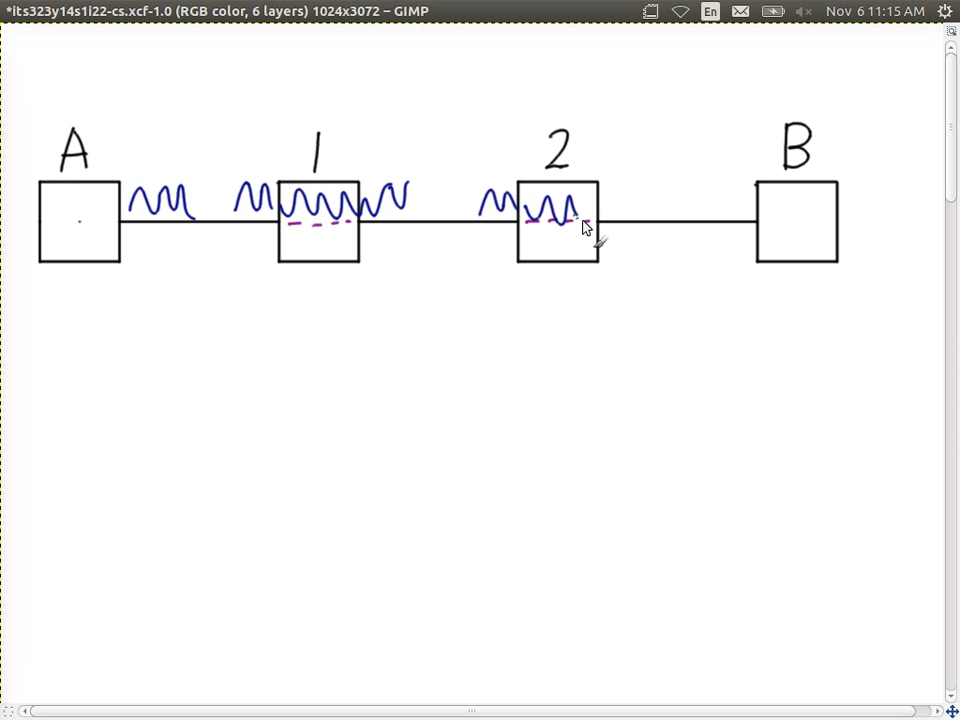 *its323y14s1l22-cs.xcf-1.0 (RGB color, 6 layers) 1024x3072 – GIMP
En
Nov 6 11:15 AM
A 1 2 B